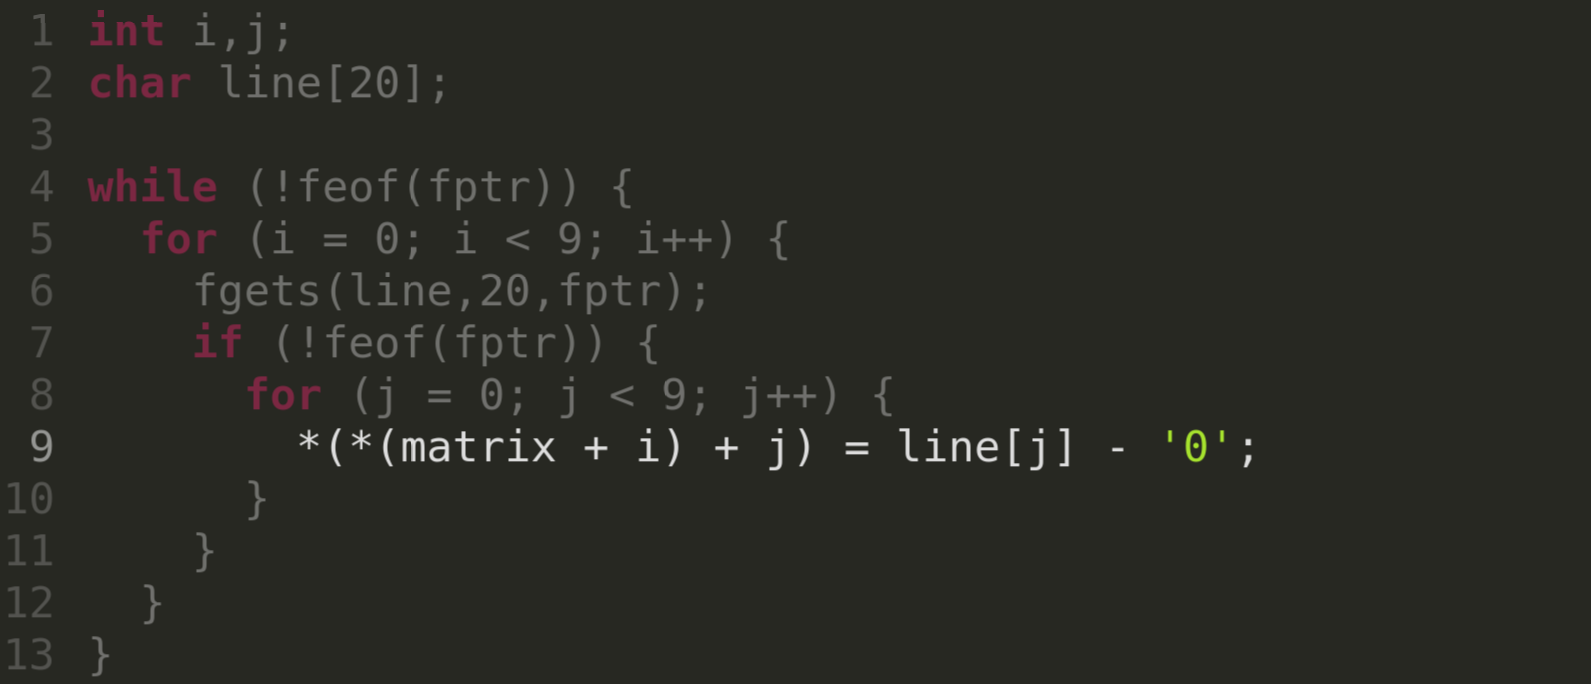 1 int i,j;
2 char line[20];
3
4 while (!feof(fptr)) {
5   for (i = 0; i < 9; i++) {
6     fgets(line,20,fptr);
7     if (!feof(fptr)) {
8       for (j = 0; j < 9; j++) {
9         *(*(matrix + i) + j) = line[j] - '0';
10       }
11     }
12   }
13 }